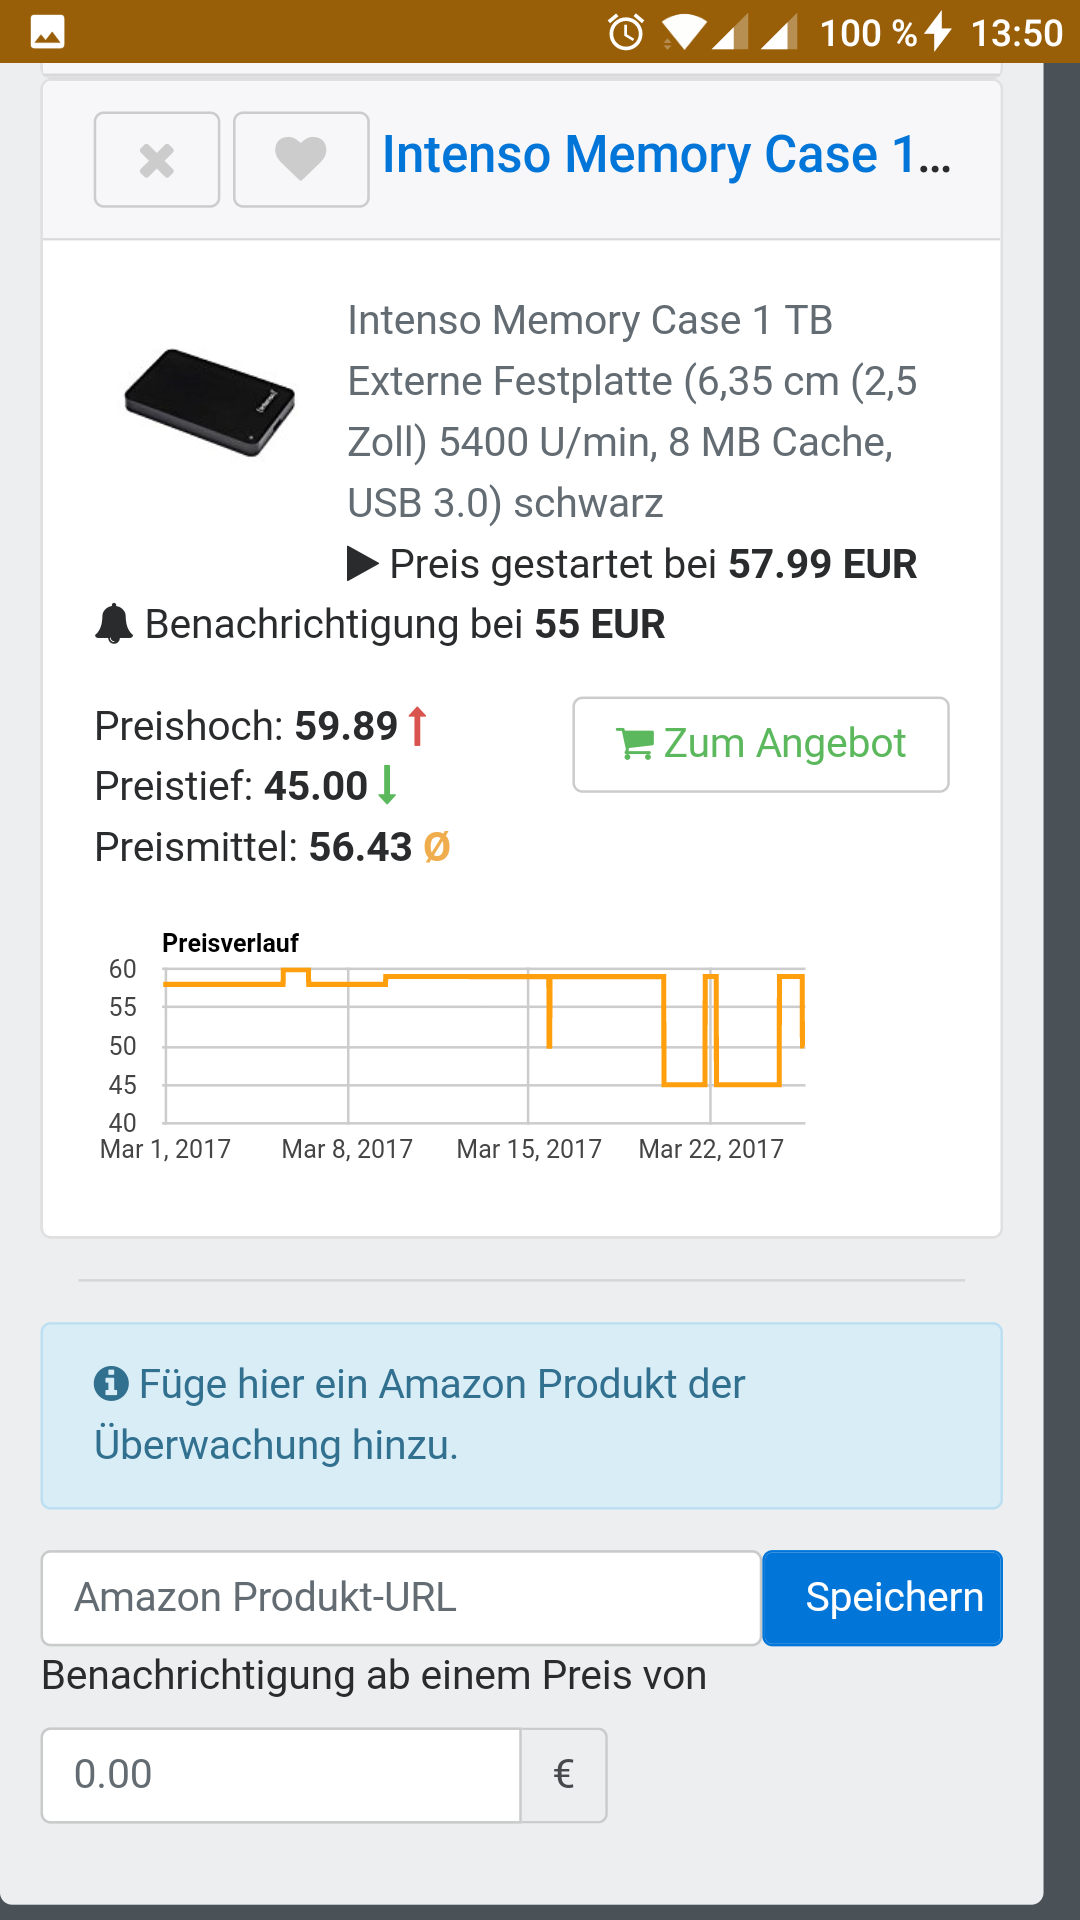 100 % 13:50
Intenso Memory Case 1...
Intenso Memory Case 1 TB
Externe Festplatte (6,35 cm (2,5
Zoll) 5400 U/min, 8 MB Cache,
USB 3.0) schwarz
Preis gestartet bei 57.99 EUR
Benachrichtigung bei 55 EUR
Preishoch: 59.89
Zum Angebot
Preistief: 45.00
Preismittel: 56.43 Ø
Preisverlauf
60
55
50
45
40
Mar 1, 2017 Mar 8, 2017 Mar 15, 2017 Mar 22, 2017
Füge hier ein Amazon Produkt der
Überwachung hinzu.
Amazon Produkt-URL Speichern
Benachrichtigung ab einem Preis von
0.00 €